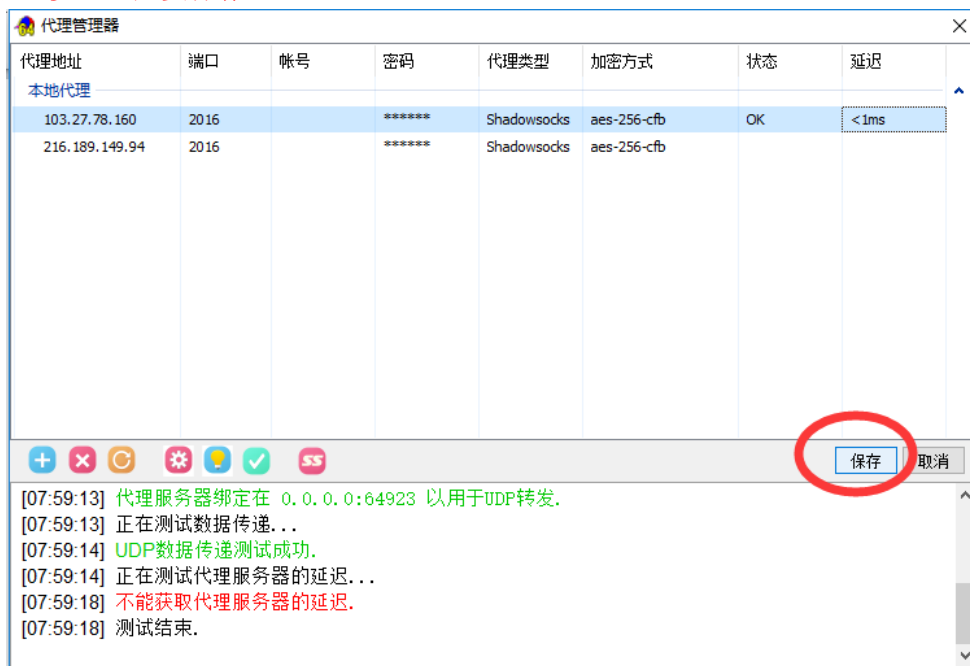 代理管理器
代理地址 端口 帐号 密码 代理类型 加密方式 状态 延迟
本地代理
103.27.78.160 2016 ****** Shadowsocks aes-256-cfb OK <1ms
216.189.149.94 2016 ****** Shadowsocks aes-256-cfb
SS 保存 取消
[07:59:13] 代理服务器绑定在 0.0.0.0:64923 以用于UDP转发.
[07:59:13] 正在测试数据传递...
[07:59:14] UDP数据传递测试成功.
[07:59:14] 正在测试代理服务器的延迟...
[07:59:18] 不能获取代理服务器的延迟.
[07:59:18] 测试结束.